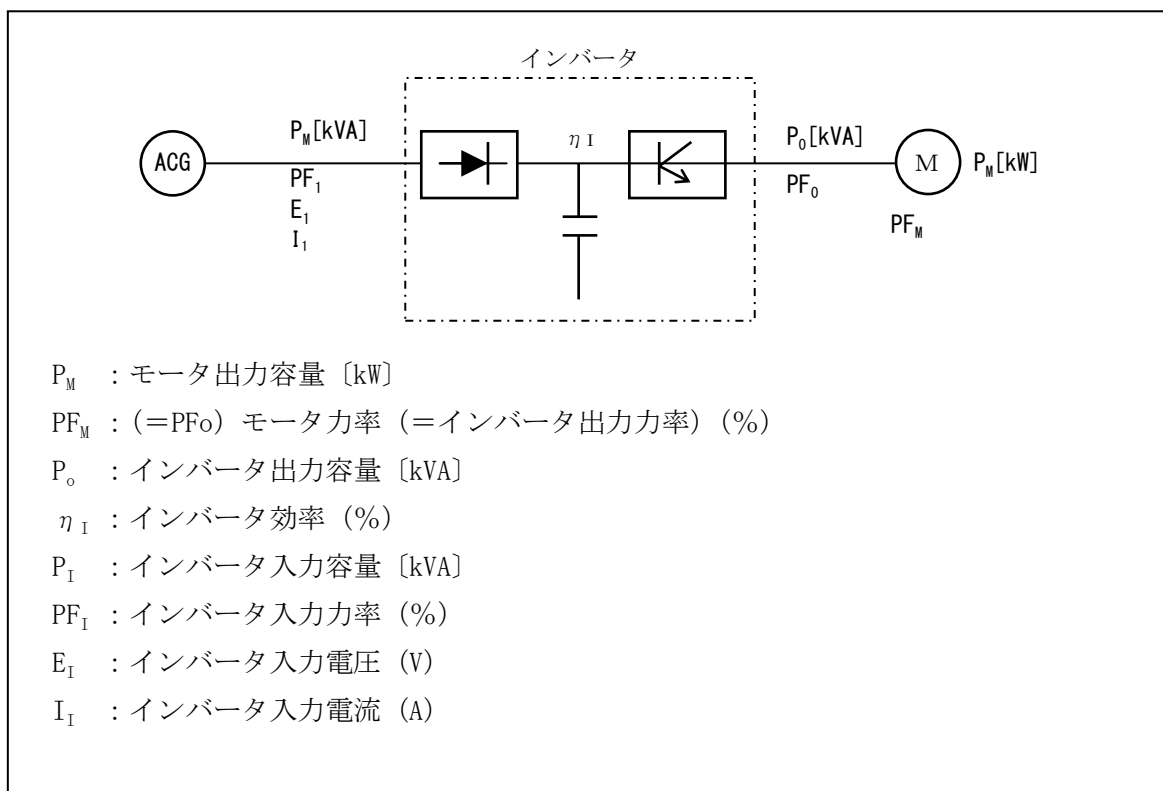 インバータ
ACG
P_M[kVA]
PF_1
E_1
I_1
η_I
P_0[kVA]
PF_0
M
P_M[kW]
PF_M
P_M :モータ出力容量〔kW〕
PF_M:(＝PFo)モータ力率(＝インバータ出力力率)(%)
P_o :インバータ出力容量〔kVA〕
η_I:インバータ効率(%)
P_I :インバータ入力容量〔kVA〕
PF_I:インバータ入力力率(%)
E_I :インバータ入力電圧(V)
I_I :インバータ入力電流(A)